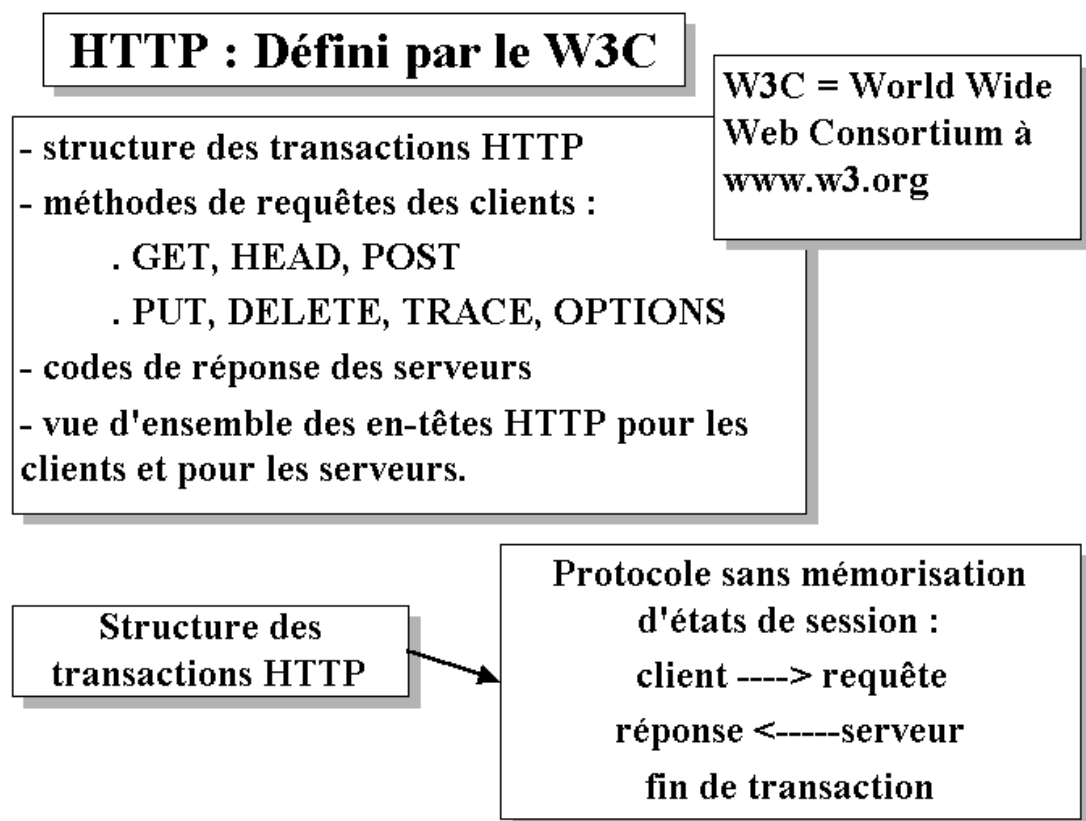 HTTP : Défini par le W3C
W3C = World Wide
Web Consortium à
www.w3.org
- structure des transactions HTTP
- méthodes de requêtes des clients :
. GET, HEAD, POST
. PUT, DELETE, TRACE, OPTIONS
- codes de réponse des serveurs
- vue d'ensemble des en-têtes HTTP pour les
clients et pour les serveurs.
Structure des
transactions HTTP
Protocole sans mémorisation
d'états de session :
client ----> requête
réponse <-----serveur
fin de transaction